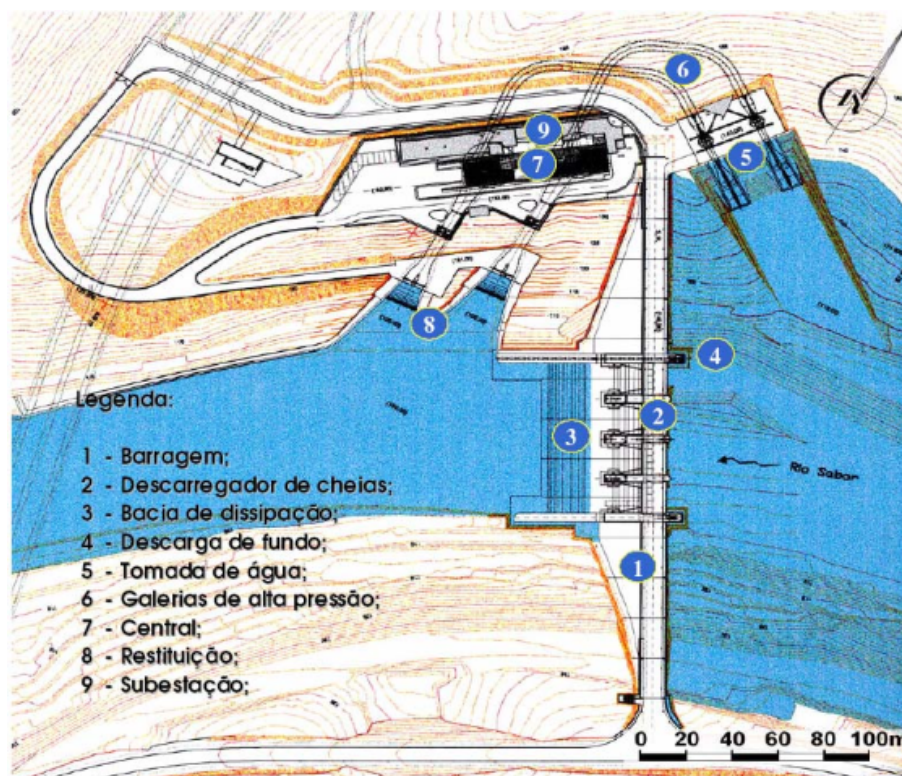 6
9
5
7
8
4
2
3
Rio Sabor
1
Legenda:
1 - Barragem;
2 - Descarregador de cheias;
3 - Bacia de dissipação;
4 - Descarga de fundo;
5 - Tomada de água;
6 - Galerias de alta pressão;
7 - Central;
8 - Restituição;
9 - Subestação;
0 20 40 60 80 100m